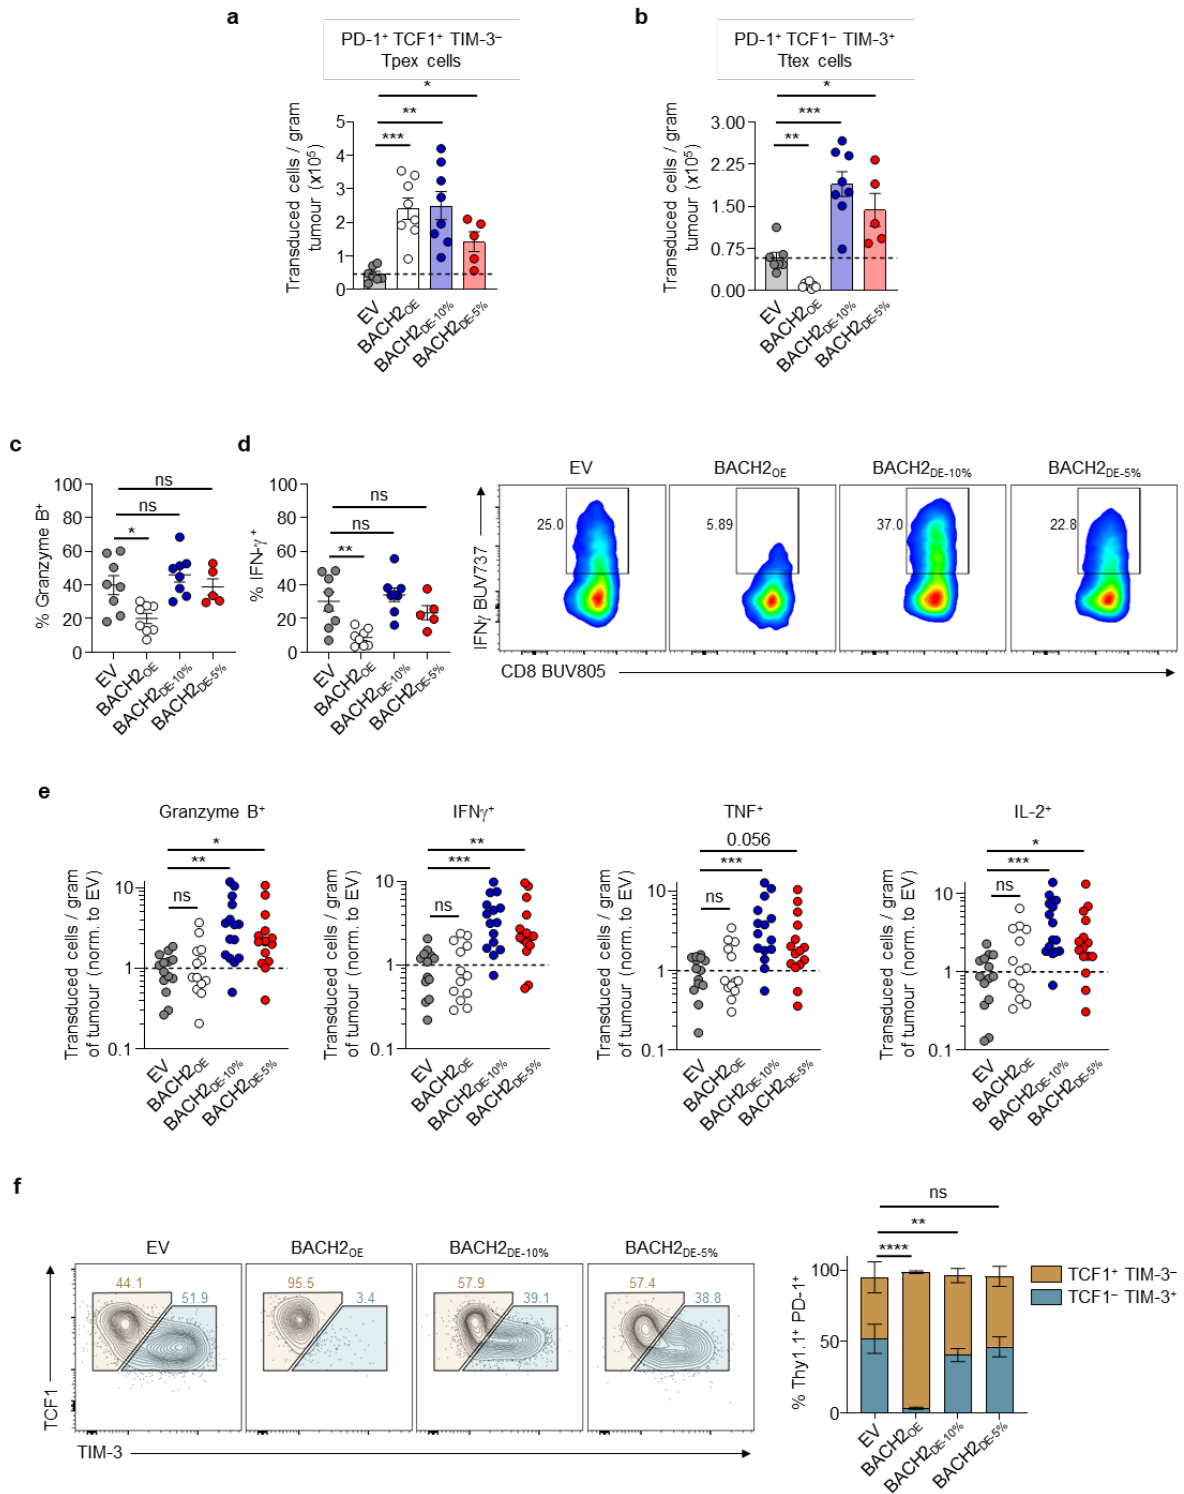 a
PD-1⁺ TCF1⁺ TIM-3⁻
Tpex cells
Transduced cells / gram
tumour (x10⁵)
5
4
3
2
1
0
*
**
***
EV
BACH2OE
BACH2DE-10%
BACH2DE-5%
b
PD-1⁺ TCF1⁻ TIM-3⁺
Ttex cells
Transduced cells / gram
tumour (x10⁵)
3.00
2.25
1.50
0.75
0.00
*
***
**
EV
BACH2OE
BACH2DE-10%
BACH2DE-5%
c
% Granzyme B⁺
100
80
60
40
20
0
ns
ns
*
EV
BACH2OE
BACH2DE-10%
BACH2DE-5%
d
% IFN-γ⁺
100
80
60
40
20
0
ns
ns
**
EV
BACH2OE
BACH2DE-10%
BACH2DE-5%
EV
BACH2OE
BACH2DE-10%
BACH2DE-5%
25.0
5.89
37.0
22.8
IFNγ BUV737
CD8 BUV805
e
Granzyme B⁺
Transduced cells / gram
of tumour (norm. to EV)
10
1
0.1
*
**
ns
EV
BACH2OE
BACH2DE-10%
BACH2DE-5%
IFNγ⁺
Transduced cells / gram
of tumour (norm. to EV)
10
1
0.1
**
***
ns
EV
BACH2OE
BACH2DE-10%
BACH2DE-5%
TNF⁺
Transduced cells / gram
of tumour (norm. to EV)
10
1
0.1
0.056
***
ns
EV
BACH2OE
BACH2DE-10%
BACH2DE-5%
IL-2⁺
Transduced cells / gram
of tumour (norm. to EV)
10
1
0.1
*
***
ns
EV
BACH2OE
BACH2DE-10%
BACH2DE-5%
f
EV
BACH2OE
BACH2DE-10%
BACH2DE-5%
44.1
51.9
95.5
3.4
57.9
39.1
57.4
38.8
TCF1
TIM-3
% Thy1.1⁺ PD-1⁺
100
50
0
ns
**
****
EV
BACH2OE
BACH2DE-10%
BACH2DE-5%
TCF1⁺ TIM-3⁻
TCF1⁻ TIM-3⁺